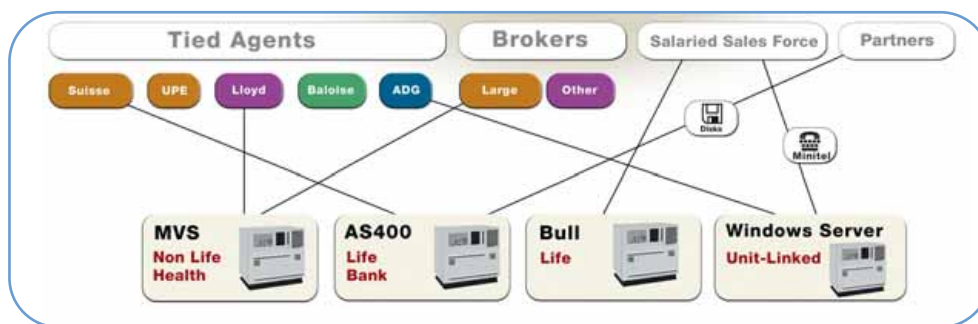 Tied Agents
Brokers
Salaried Sales Force
Partners
Suisse
UPE
Lloyd
Baloise
ADG
Large
Other
Disks
Minitel
MVS
Non Life
Health
AS400
Life
Bank
Bull
Life
Windows Server
Unit-Linked